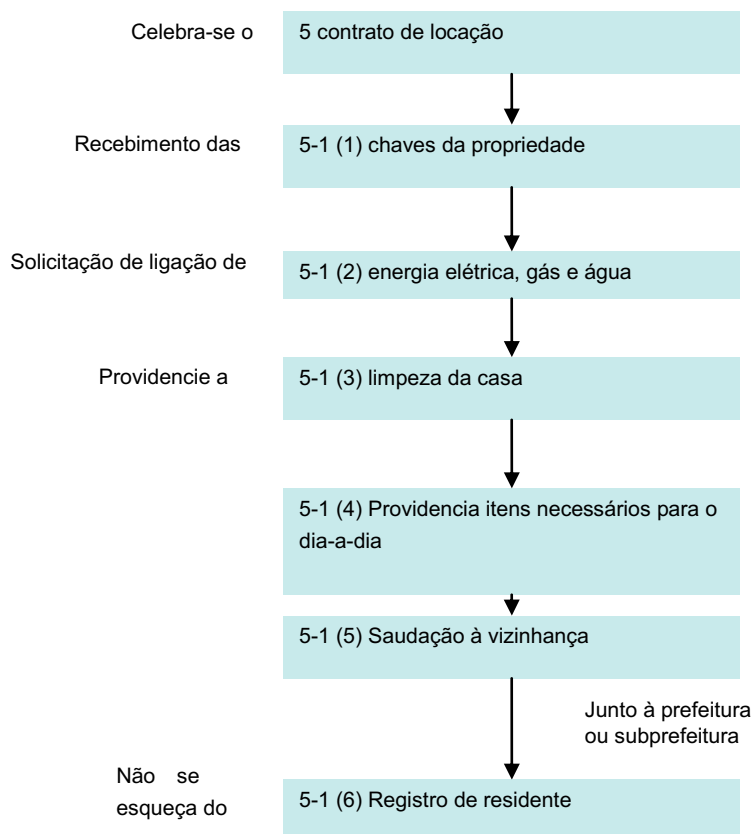 Celebra-se o
5 contrato de locação
Recebimento das
5-1 (1) chaves da propriedade
Solicitação de ligação de
5-1 (2) energia elétrica, gás e água
Providencie a
5-1 (3) limpeza da casa
5-1 (4) Providencia itens necessários para o
dia-a-dia
5-1 (5) Saudação à vizinhança
Junto à prefeitura
ou subprefeitura
Não se
esqueça do
5-1 (6) Registro de residente